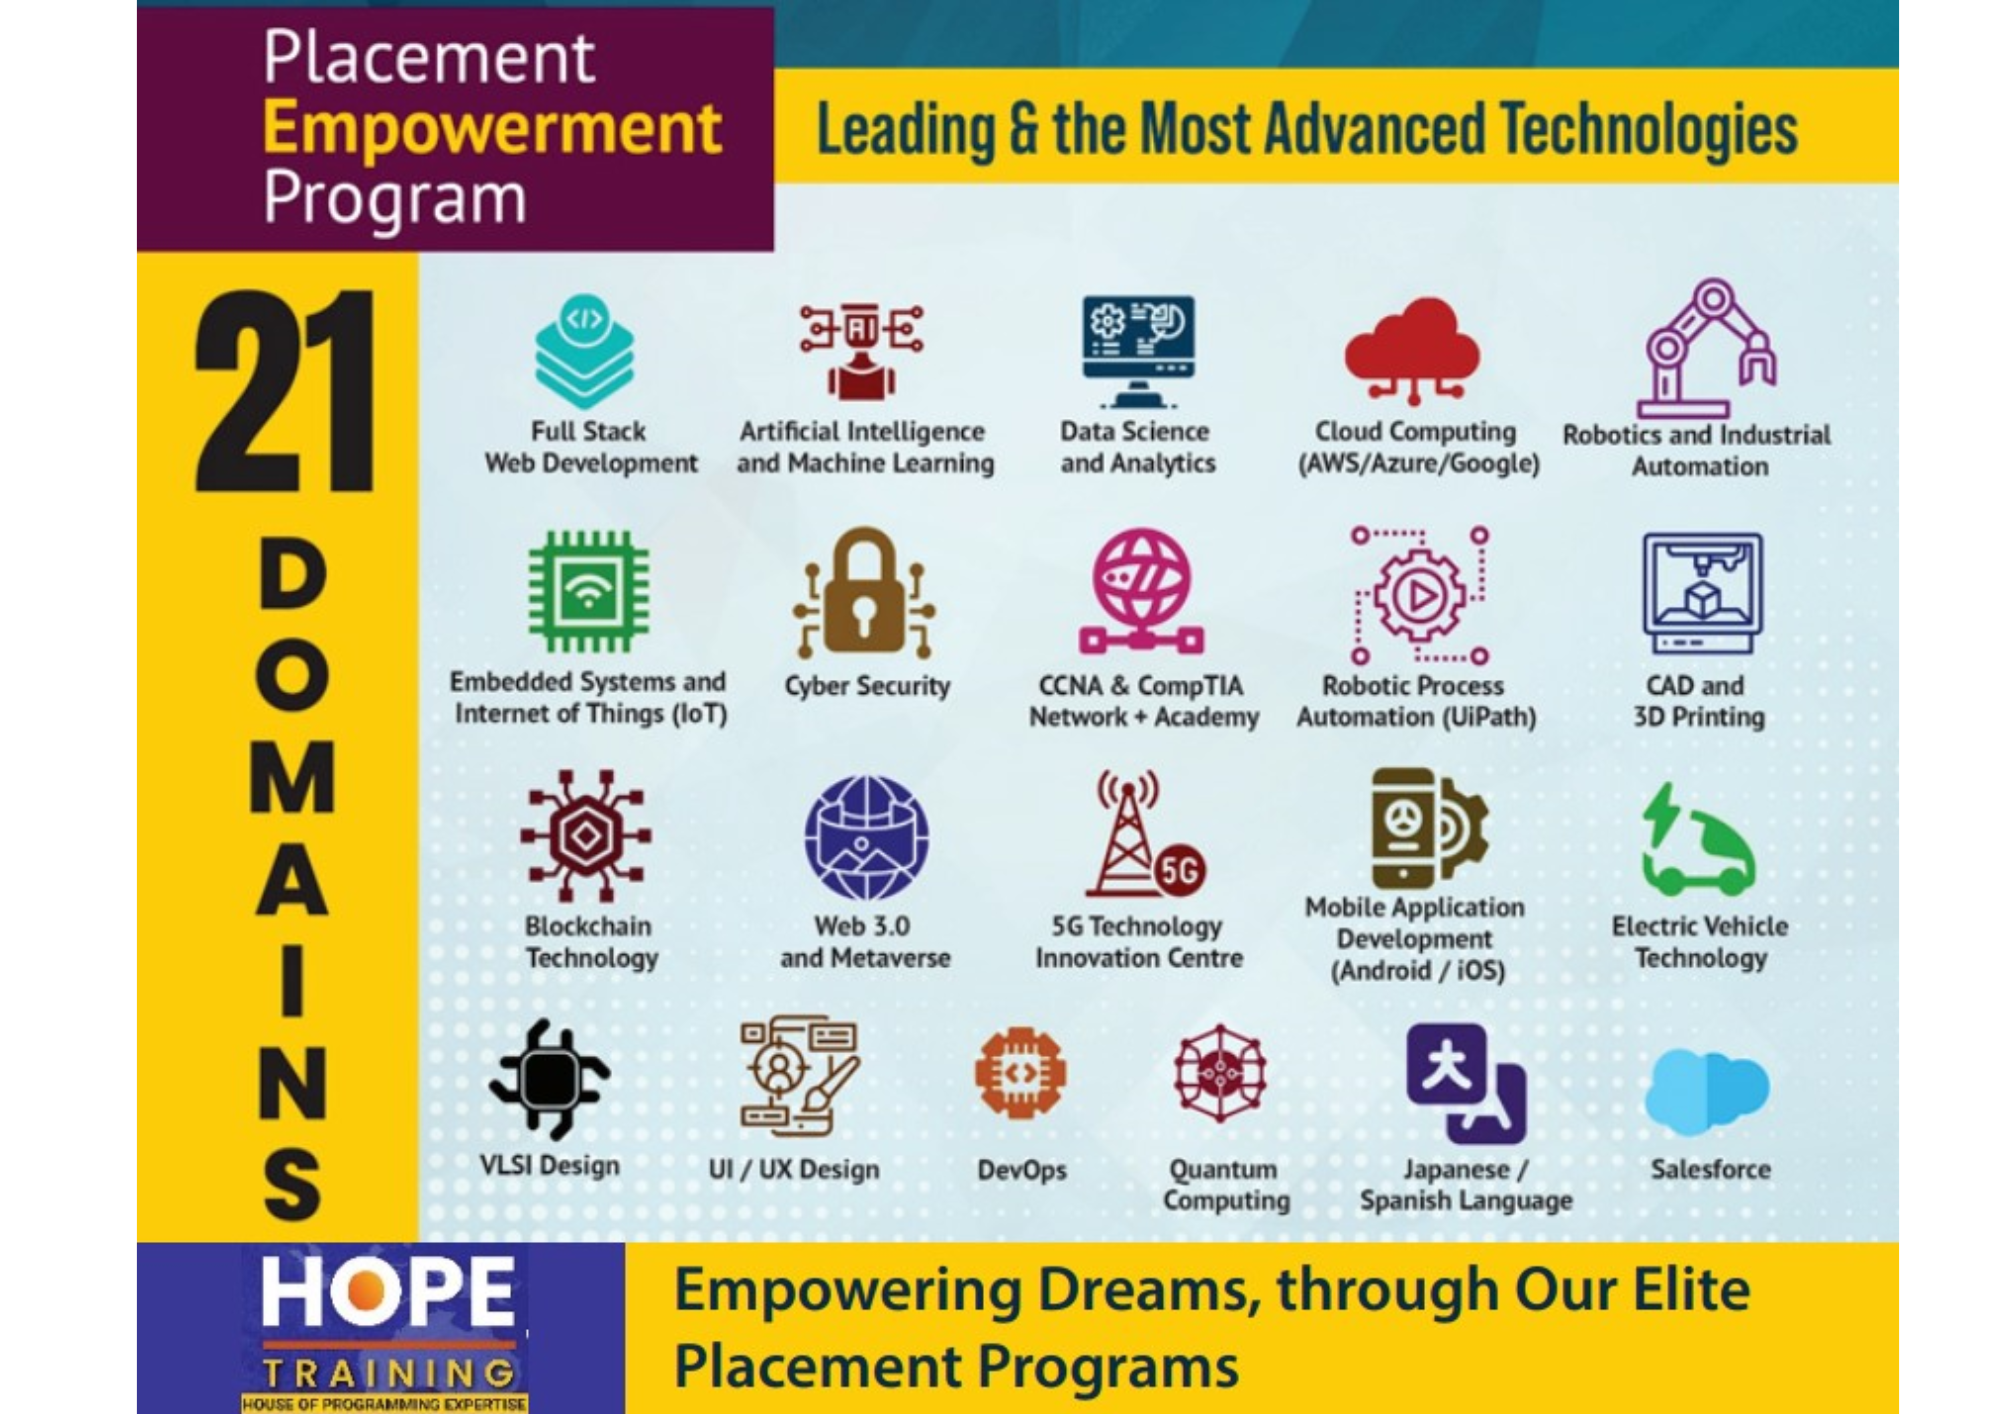 Placement
Empowerment
Program
Leading & the Most Advanced Technologies
21
DOMAINS
Full Stack
Web Development
AI
Artificial Intelligence
and Machine Learning
Data Science
and Analytics
Cloud Computing
(AWS/Azure/Google)
Robotics and Industrial
Automation
Embedded Systems and
Internet of Things (IoT)
Cyber Security
CCNA & CompTIA
Network + Academy
Robotic Process
Automation (UiPath)
CAD and
3D Printing
Blockchain
Technology
Web 3.0
and Metaverse
5G
5G Technology
Innovation Centre
Mobile Application
Development
(Android / iOS)
Electric Vehicle
Technology
VLSI Design
UI / UX Design
DevOps
Quantum
Computing
Japanese /
Spanish Language
Salesforce
HOPE
TRAINING
HOUSE OF PROGRAMMING EXPERTISE
Empowering Dreams, through Our Elite
Placement Programs